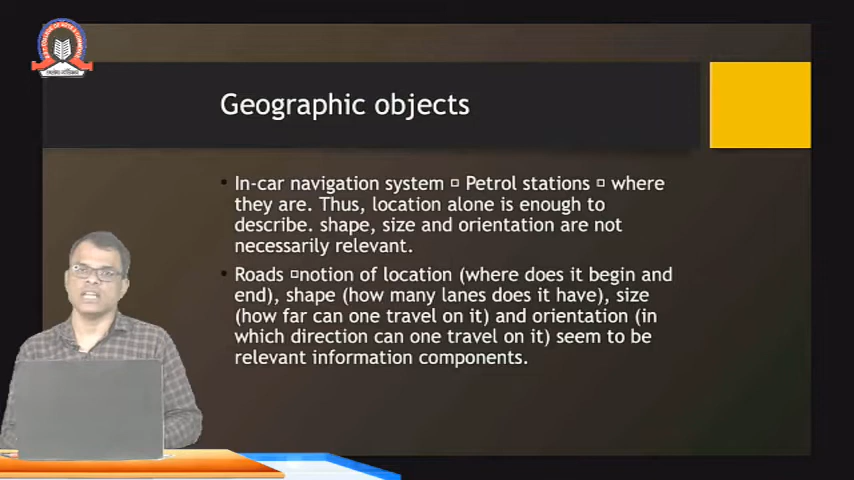 Geographic objects
• In-car navigation system □ Petrol stations □ where
they are. Thus, location alone is enough to
describe. shape, size and orientation are not
necessarily relevant.
• Roads □notion of location (where does it begin and
end), shape (how many lanes does it have), size
(how far can one travel on it) and orientation (in
which direction can one travel on it) seem to be
relevant information components.